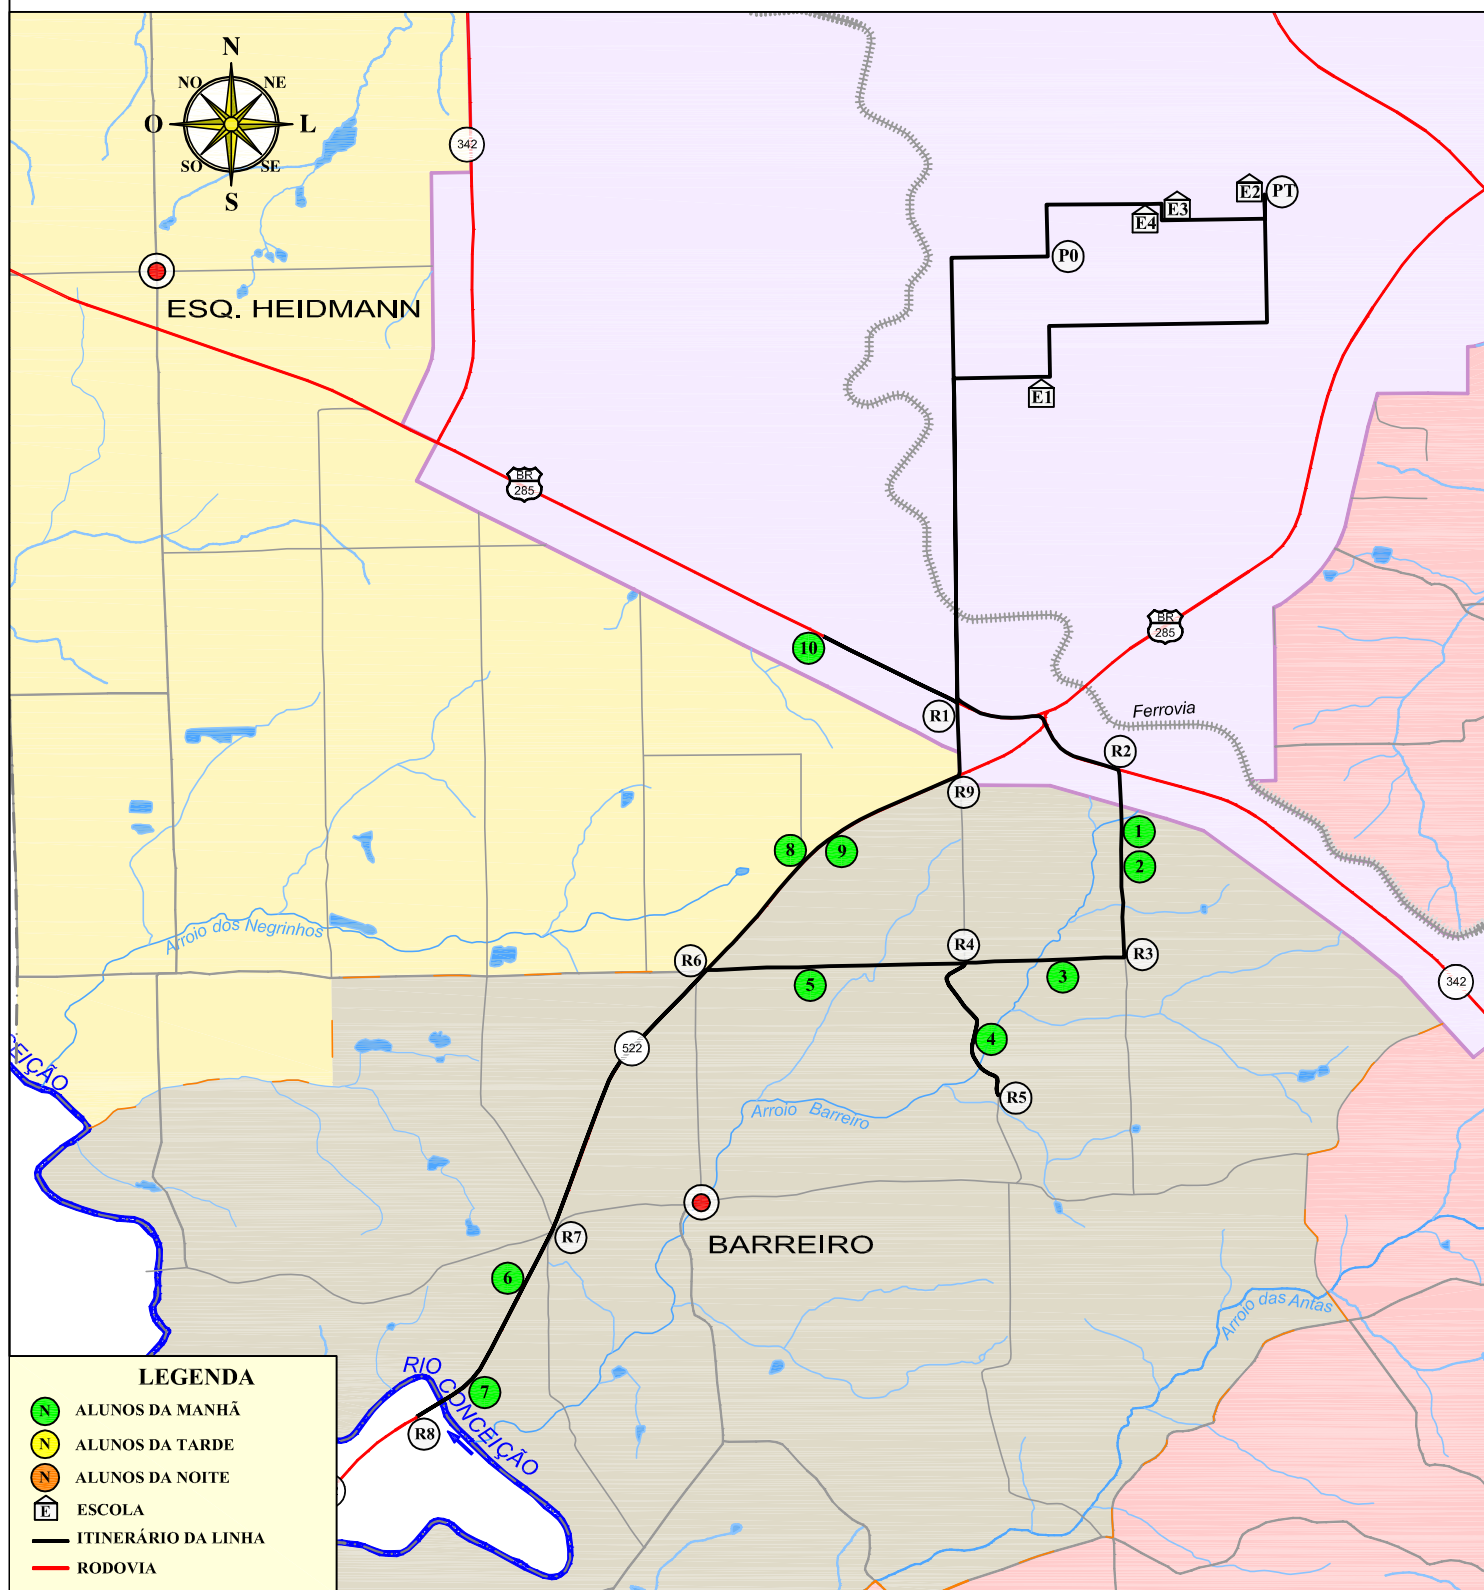 N
NO
NE
O
L
SO
SE
S
342
E2
PT
E3
E4
P0
ESQ. HEIDMANN
E1
BR
285
BR
285
10
R1
Ferrovia
R2
R9
1
8
9
2
Arroio dos Negrinhos
R4
R3
R6
5
3
342
4
522
EIÇÃO
R5
Arroio Barreiro
R7
BARREIRO
6
Arroio das Antas
RIO CONCEIÇÃO
7
R8
LEGENDA
N ALUNOS DA MANHÃ
N ALUNOS DA TARDE
N ALUNOS DA NOITE
E ESCOLA
ITINERÁRIO DA LINHA
RODOVIA